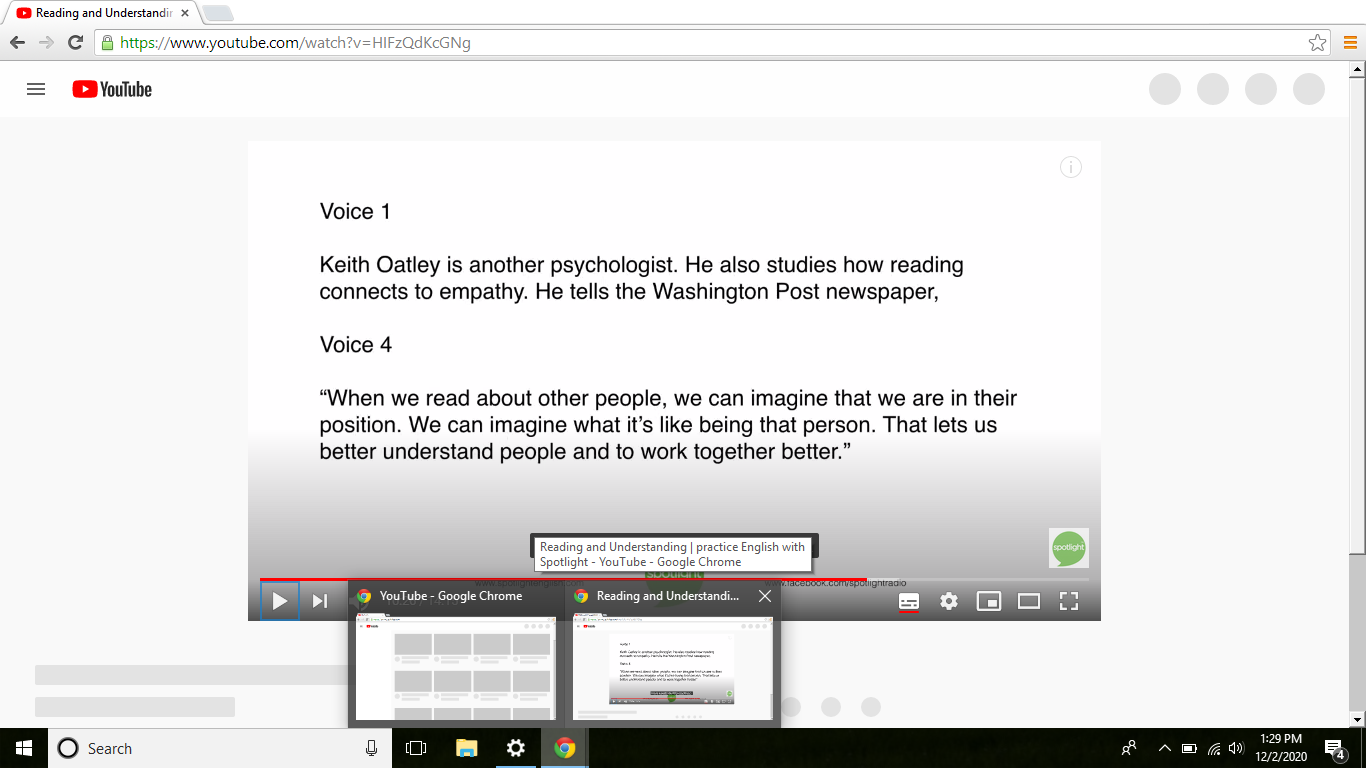 Reading and Understandin
https://www.youtube.com/watch?v=HIFzQdKcGNg
YouTube
Voice 1
Keith Oatley is another psychologist. He also studies how reading
connects to empathy. He tells the Washington Post newspaper,
Voice 4
“When we read about other people, we can imagine that we are in their
position. We can imagine what it’s like being that person. That lets us
better understand people and to work together better.”
spotlight
Reading and Understanding | practice English with
Spotlight - YouTube - Google Chrome
YouTube - Google Chrome
Reading and Understandi...
Search
1:29 PM
12/2/2020
4